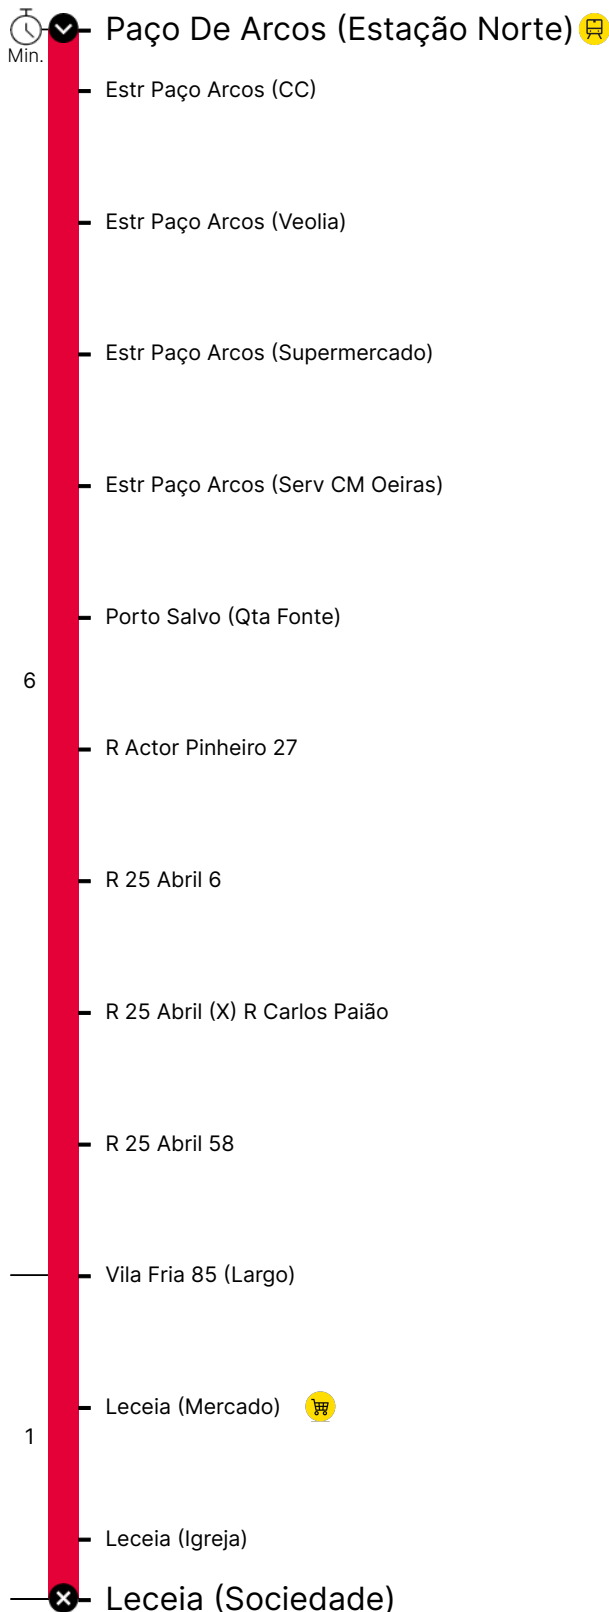 Paço De Arcos (Estação Norte)
Min.
Estr Paço Arcos (CC)
Estr Paço Arcos (Veolia)
Estr Paço Arcos (Supermercado)
Estr Paço Arcos (Serv CM Oeiras)
Porto Salvo (Qta Fonte)
6
R Actor Pinheiro 27
R 25 Abril 6
R 25 Abril (X) R Carlos Paião
R 25 Abril 58
Vila Fria 85 (Largo)
Leceia (Mercado)
1
Leceia (Igreja)
Leceia (Sociedade)